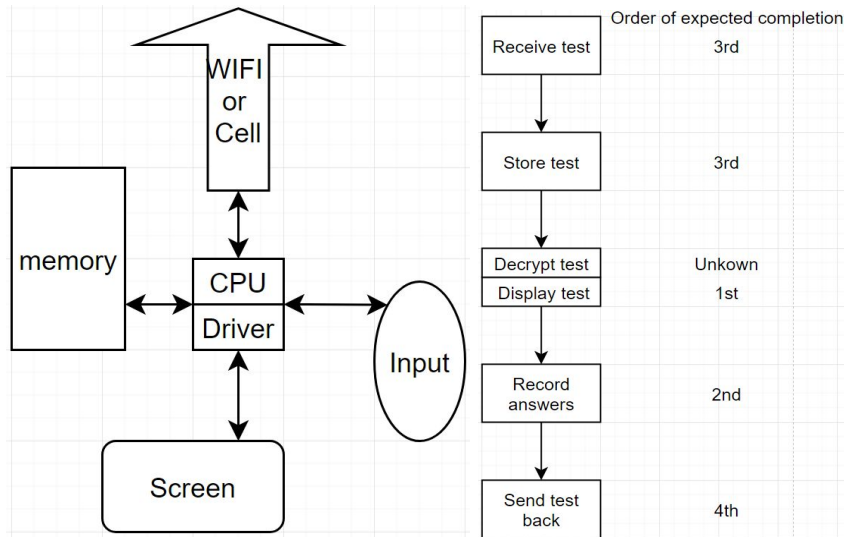 WIFI
or
Cell
memory
CPU
Driver
Input
Screen
Order of expected completion
Receive test 3rd
Store test 3rd
Decrypt test Unkown
Display test 1st
Record
answers 2nd
Send test
back 4th